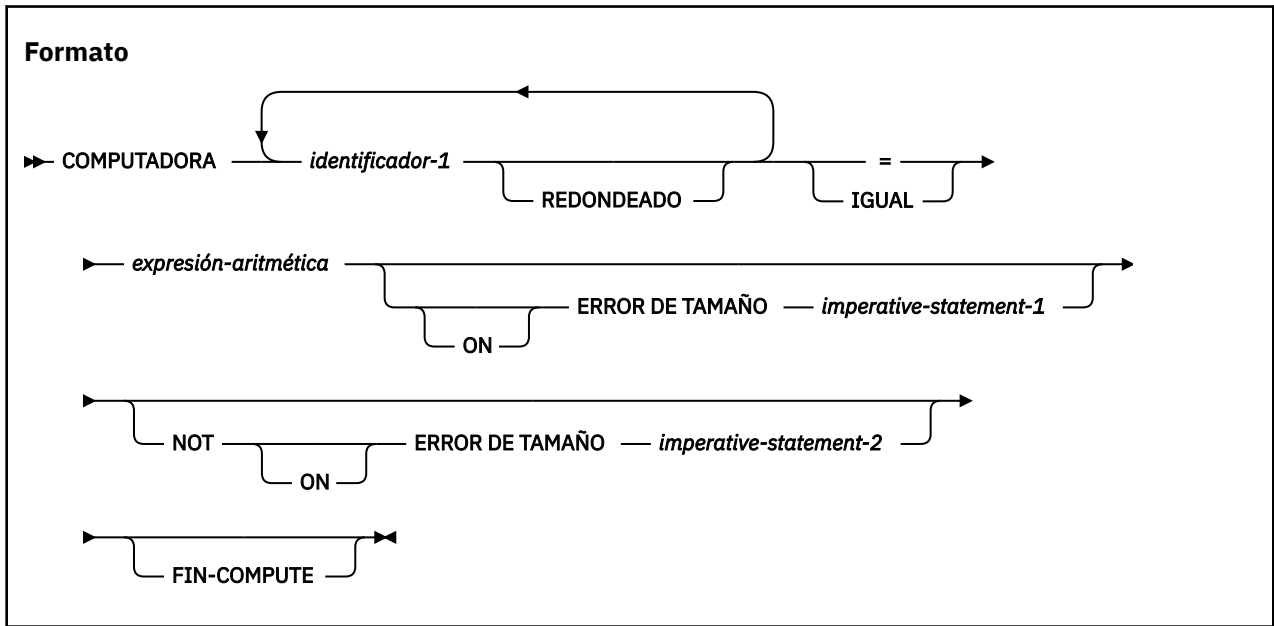 Formato
COMPUTADORA identificador-1 =
REDONDEADO IGUAL
expresión-aritmética
ERROR DE TAMAÑO imperative-statement-1
ON
NOT ERROR DE TAMAÑO imperative-statement-2
ON
FIN-COMPUTE